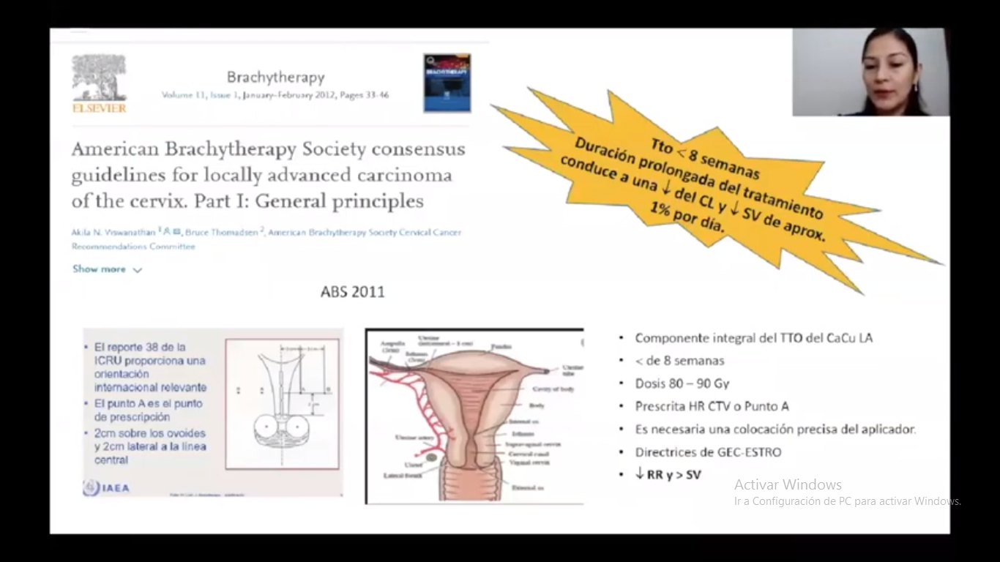 ELSEVIER
Brachytherapy
Volume 11, Issue 1, January–February 2012, Pages 33-46
BRACHYTHERAPY
American Brachytherapy Society consensus
guidelines for locally advanced carcinoma
of the cervix. Part I: General principles
Akila N. Viswanathan 1, Bruce Thomadsen 2, American Brachytherapy Society Cervical Cancer
Recommendations Committee
Show more
ABS 2011
Tto < 8 semanas
Duración prolongada del tratamiento
conduce a una ↓ del CL y ↓ SV de aprox.
1% por día.
• El reporte 38 de la
ICRU proporciona una
orientación
internacional relevante
• El punto A es el punto
de prescripción
• 2cm sobre los ovoides
y 2cm lateral a la línea
central
IAEA
Ampulla
Uterine
Fundus
Uterine
tube
Cavity of body
Body
Internal os
Isthmus
Supravaginal cervix
Cervical canal
Vaginal cervix
External os
Uterine artery
Ureter
Lateral fornix
• Componente integral del TTO del CaCu LA
• < de 8 semanas
• Dosis 80 – 90 Gy
• Prescrita HR CTV o Punto A
• Es necesaria una colocación precisa del aplicador.
• Directrices de GEC-ESTRO
• ↓ RR y > SV
Activar Windows
Ir a Configuración de PC para activar Windows.